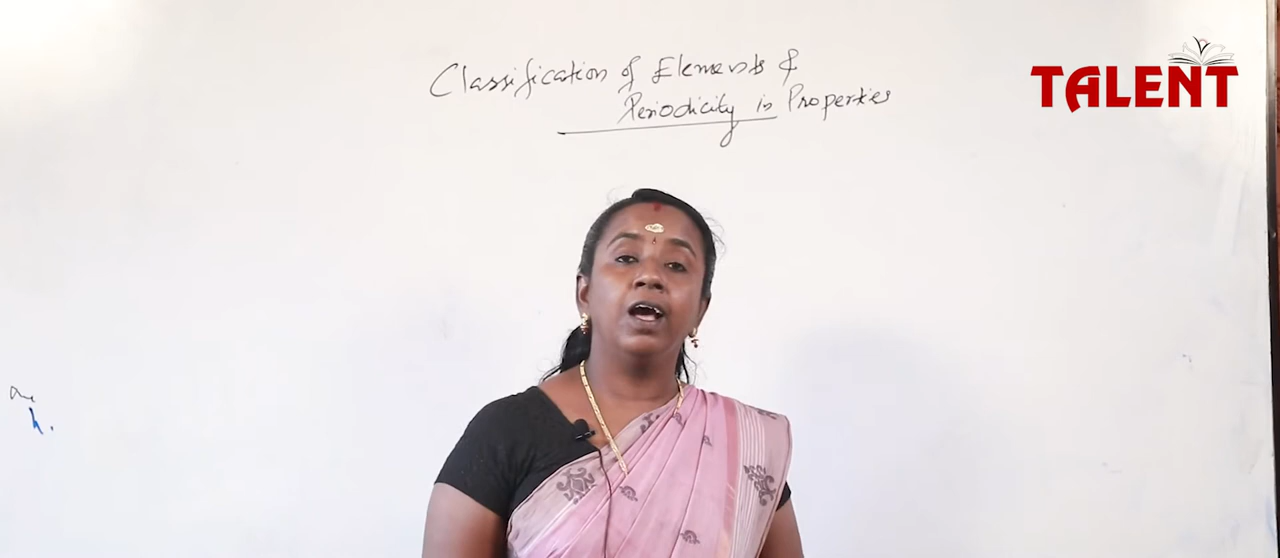 Classification of Elements &
Periodicity in Properties
TALENT
h.